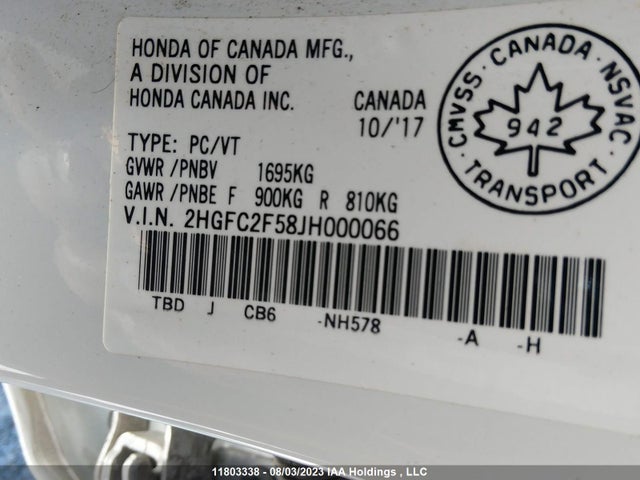 HONDA OF CANADA MFG.,
A DIVISION OF
HONDA CANADA INC. CANADA
10/'17
TYPE: PC/VT
GVWR/PNBV 1695KG
GAWR/PNBE F 900KG R 810KG
V.I.N. 2HGFC2F58JH000066
TBD J CB6 -NH578 -A -H
CANADA
CMVSS · NSVAC
942
TRANSPORT
11803338 - 08/03/2023 IAA Holdings , LLC